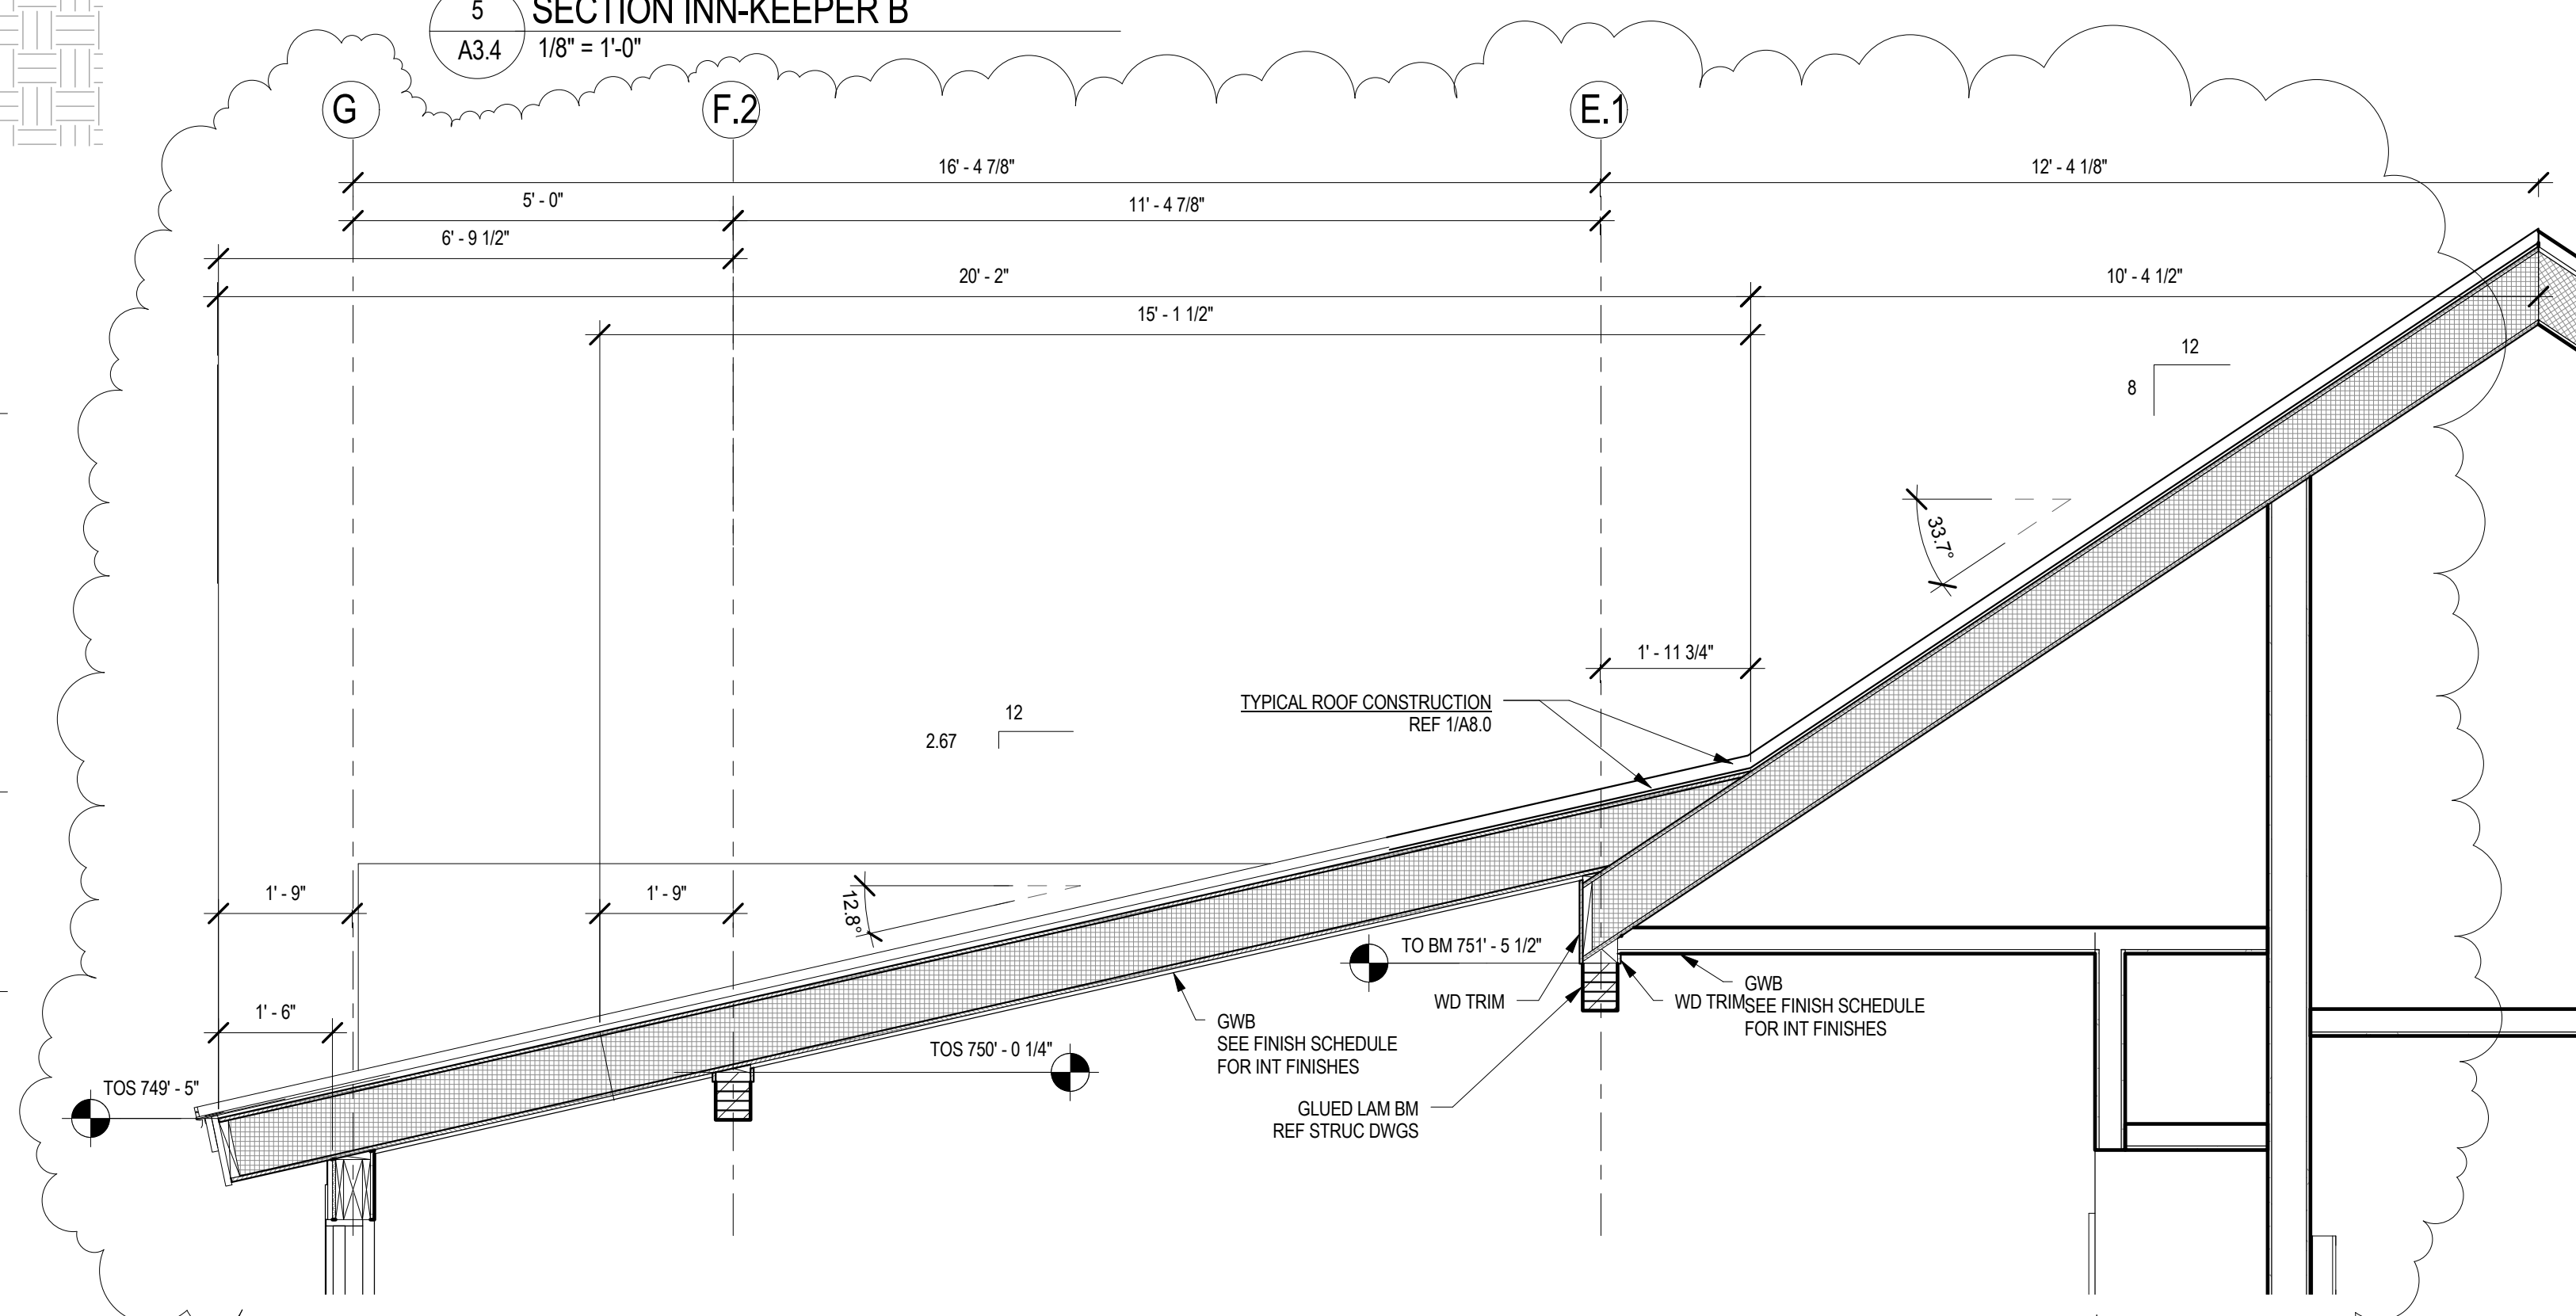 5
SECTION INN-KEEPER B
A3.4
1/8" = 1'-0"
G
F.2
E.1
16' - 4 7/8"
12' - 4 1/8"
5' - 0"
11' - 4 7/8"
6' - 9 1/2"
20' - 2"
10' - 4 1/2"
15' - 1 1/2"
12
8
33.7°
1' - 11 3/4"
TYPICAL ROOF CONSTRUCTION
REF 1/A8.0
12
2.67
1' - 9"
1' - 9"
12.8°
TO BM 751' - 5 1/2"
WD TRIM
WD TRIM
GWB
SEE FINISH SCHEDULE
FOR INT FINISHES
1' - 6"
GWB
SEE FINISH SCHEDULE
FOR INT FINISHES
TOS 750' - 0 1/4"
TOS 749' - 5"
GLUED LAM BM
REF STRUC DWGS